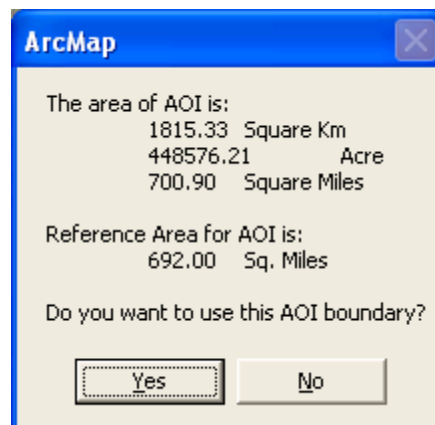 ArcMap
The area of AOI is:
1815.33 Square Km
448576.21 Acre
700.90 Square Miles
Reference Area for AOI is:
692.00 Sq. Miles
Do you want to use this AOI boundary?
Yes No